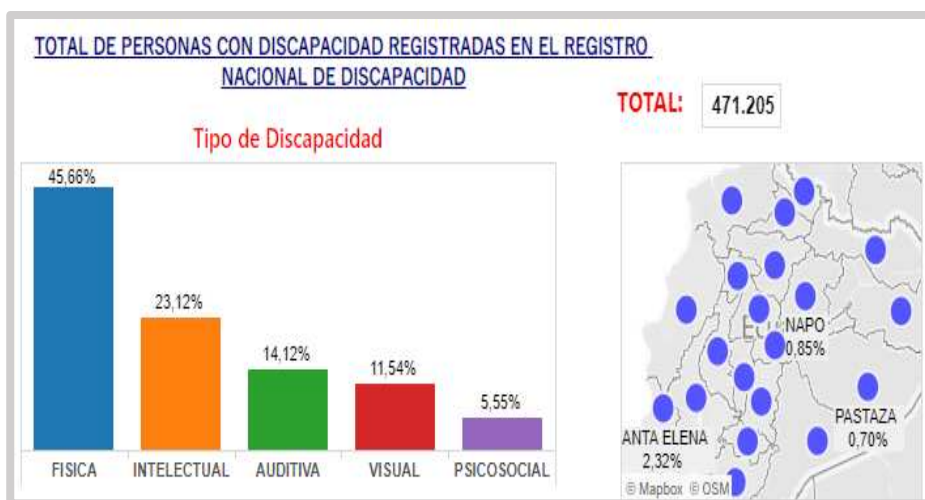 TOTAL DE PERSONAS CON DISCAPACIDAD REGISTRADAS EN EL REGISTRO
NACIONAL DE DISCAPACIDAD
TOTAL: 471.205
Tipo de Discapacidad
45,66%
23,12%
14,12%
11,54%
5,55%
FISICA INTELECTUAL AUDITIVA VISUAL PSICOSOCIAL
NAPO
0,85%
PASTAZA
0,70%
ANTA ELENA
2,32%
© Mapbox © OSM